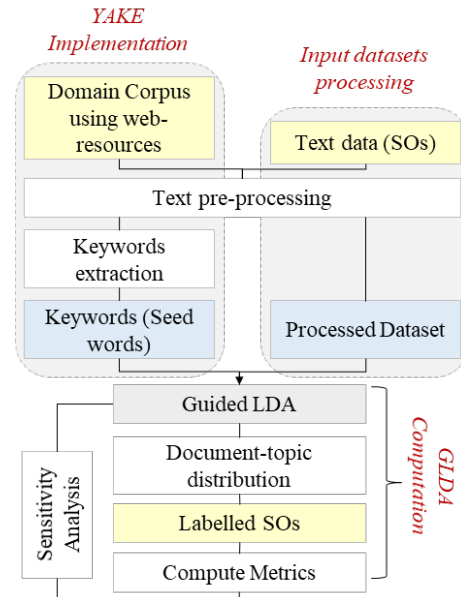 YAKE
Implementation
Input datasets
processing
Domain Corpus
using web-
resources
Text data (SOs)
Text pre-processing
Keywords
extraction
Keywords (Seed
words)
Processed Dataset
Guided LDA
Document-topic
distribution
Labelled SOs
Compute Metrics
Sensitivity
Analysis
GLDA
Computation